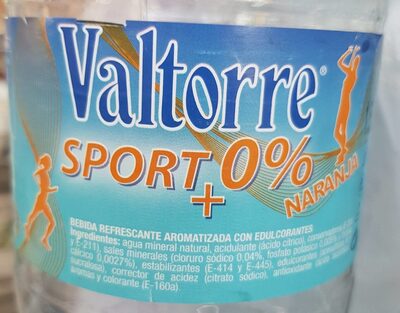 Valtorre®
SPORT 0%
+
NARANJA
BEBIDA REFRESCANTE AROMATIZADA CON EDULCORANTES
Ingredientes: agua mineral natural, acidulante (ácido cítrico), conservadores
y E-211), sales minerales (cloruro sódico 0.04%, fosfato potásico
cálcico 0,0027%), estabilizantes (E-414 y E-445), edulcorantes
sucralosa), corrector de acidez (citrato sódico), antioxidante
aromas y colorante (E-160a).